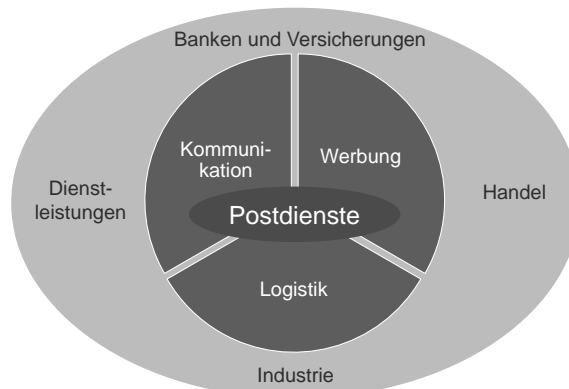 Banken und Versicherungen
Kommuni-
kation
Werbung
Dienst-
leistungen
Handel
Postdienste
Logistik
Industrie